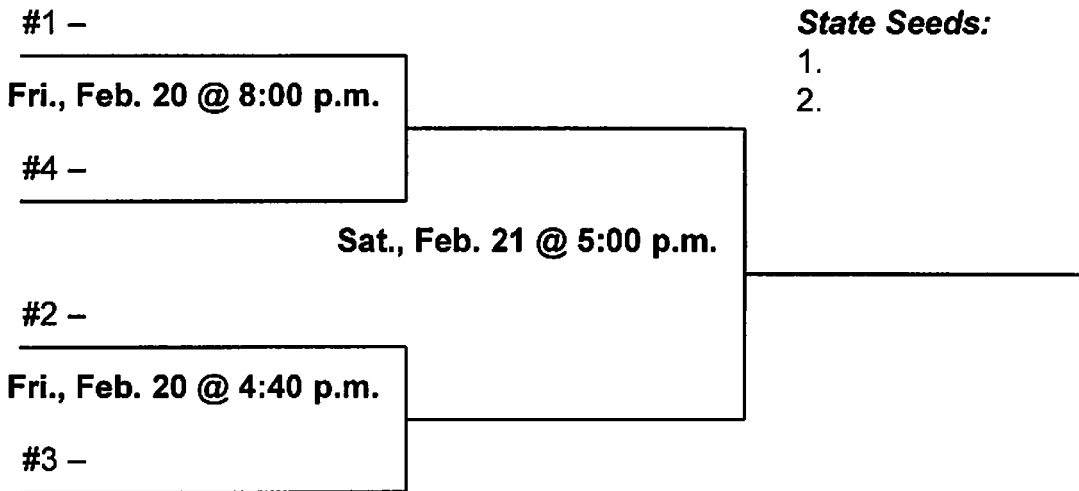 #1 –
State Seeds:
1.
Fri., Feb. 20 @ 8:00 p.m.
2.
#4 –
Sat., Feb. 21 @ 5:00 p.m.
#2 –
Fri., Feb. 20 @ 4:40 p.m.
#3 –